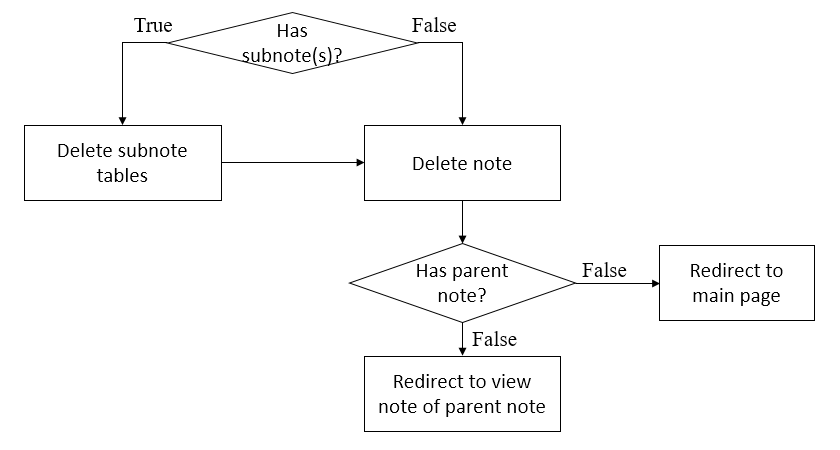 True
Has
subnote(s)?
False
Delete subnote
tables
Delete note
Has parent
note?
False
Redirect to
main page
False
Redirect to view
note of parent note